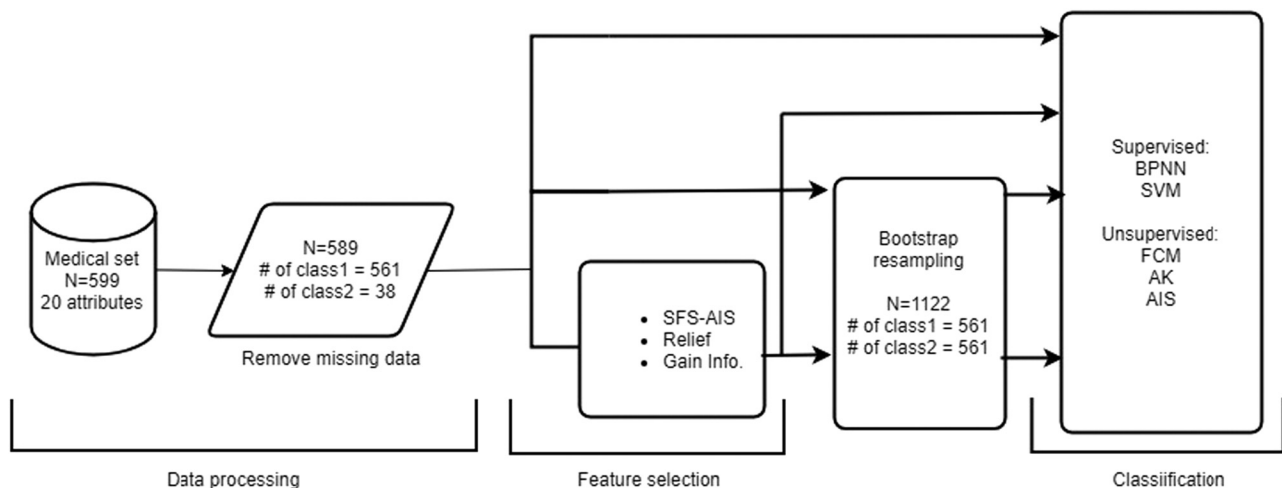 Medical set
N=599
20 attributes
N=589
# of class1 = 561
# of class2 = 38
Remove missing data
SFS-AIS
Relief
Gain Info.
Bootstrap
resampling
N=1122
# of class1 = 561
# of class2 = 561
Supervised:
BPNN
SVM
Unsupervised:
FCM
AK
AIS
Data processing
Feature selection
Classiification